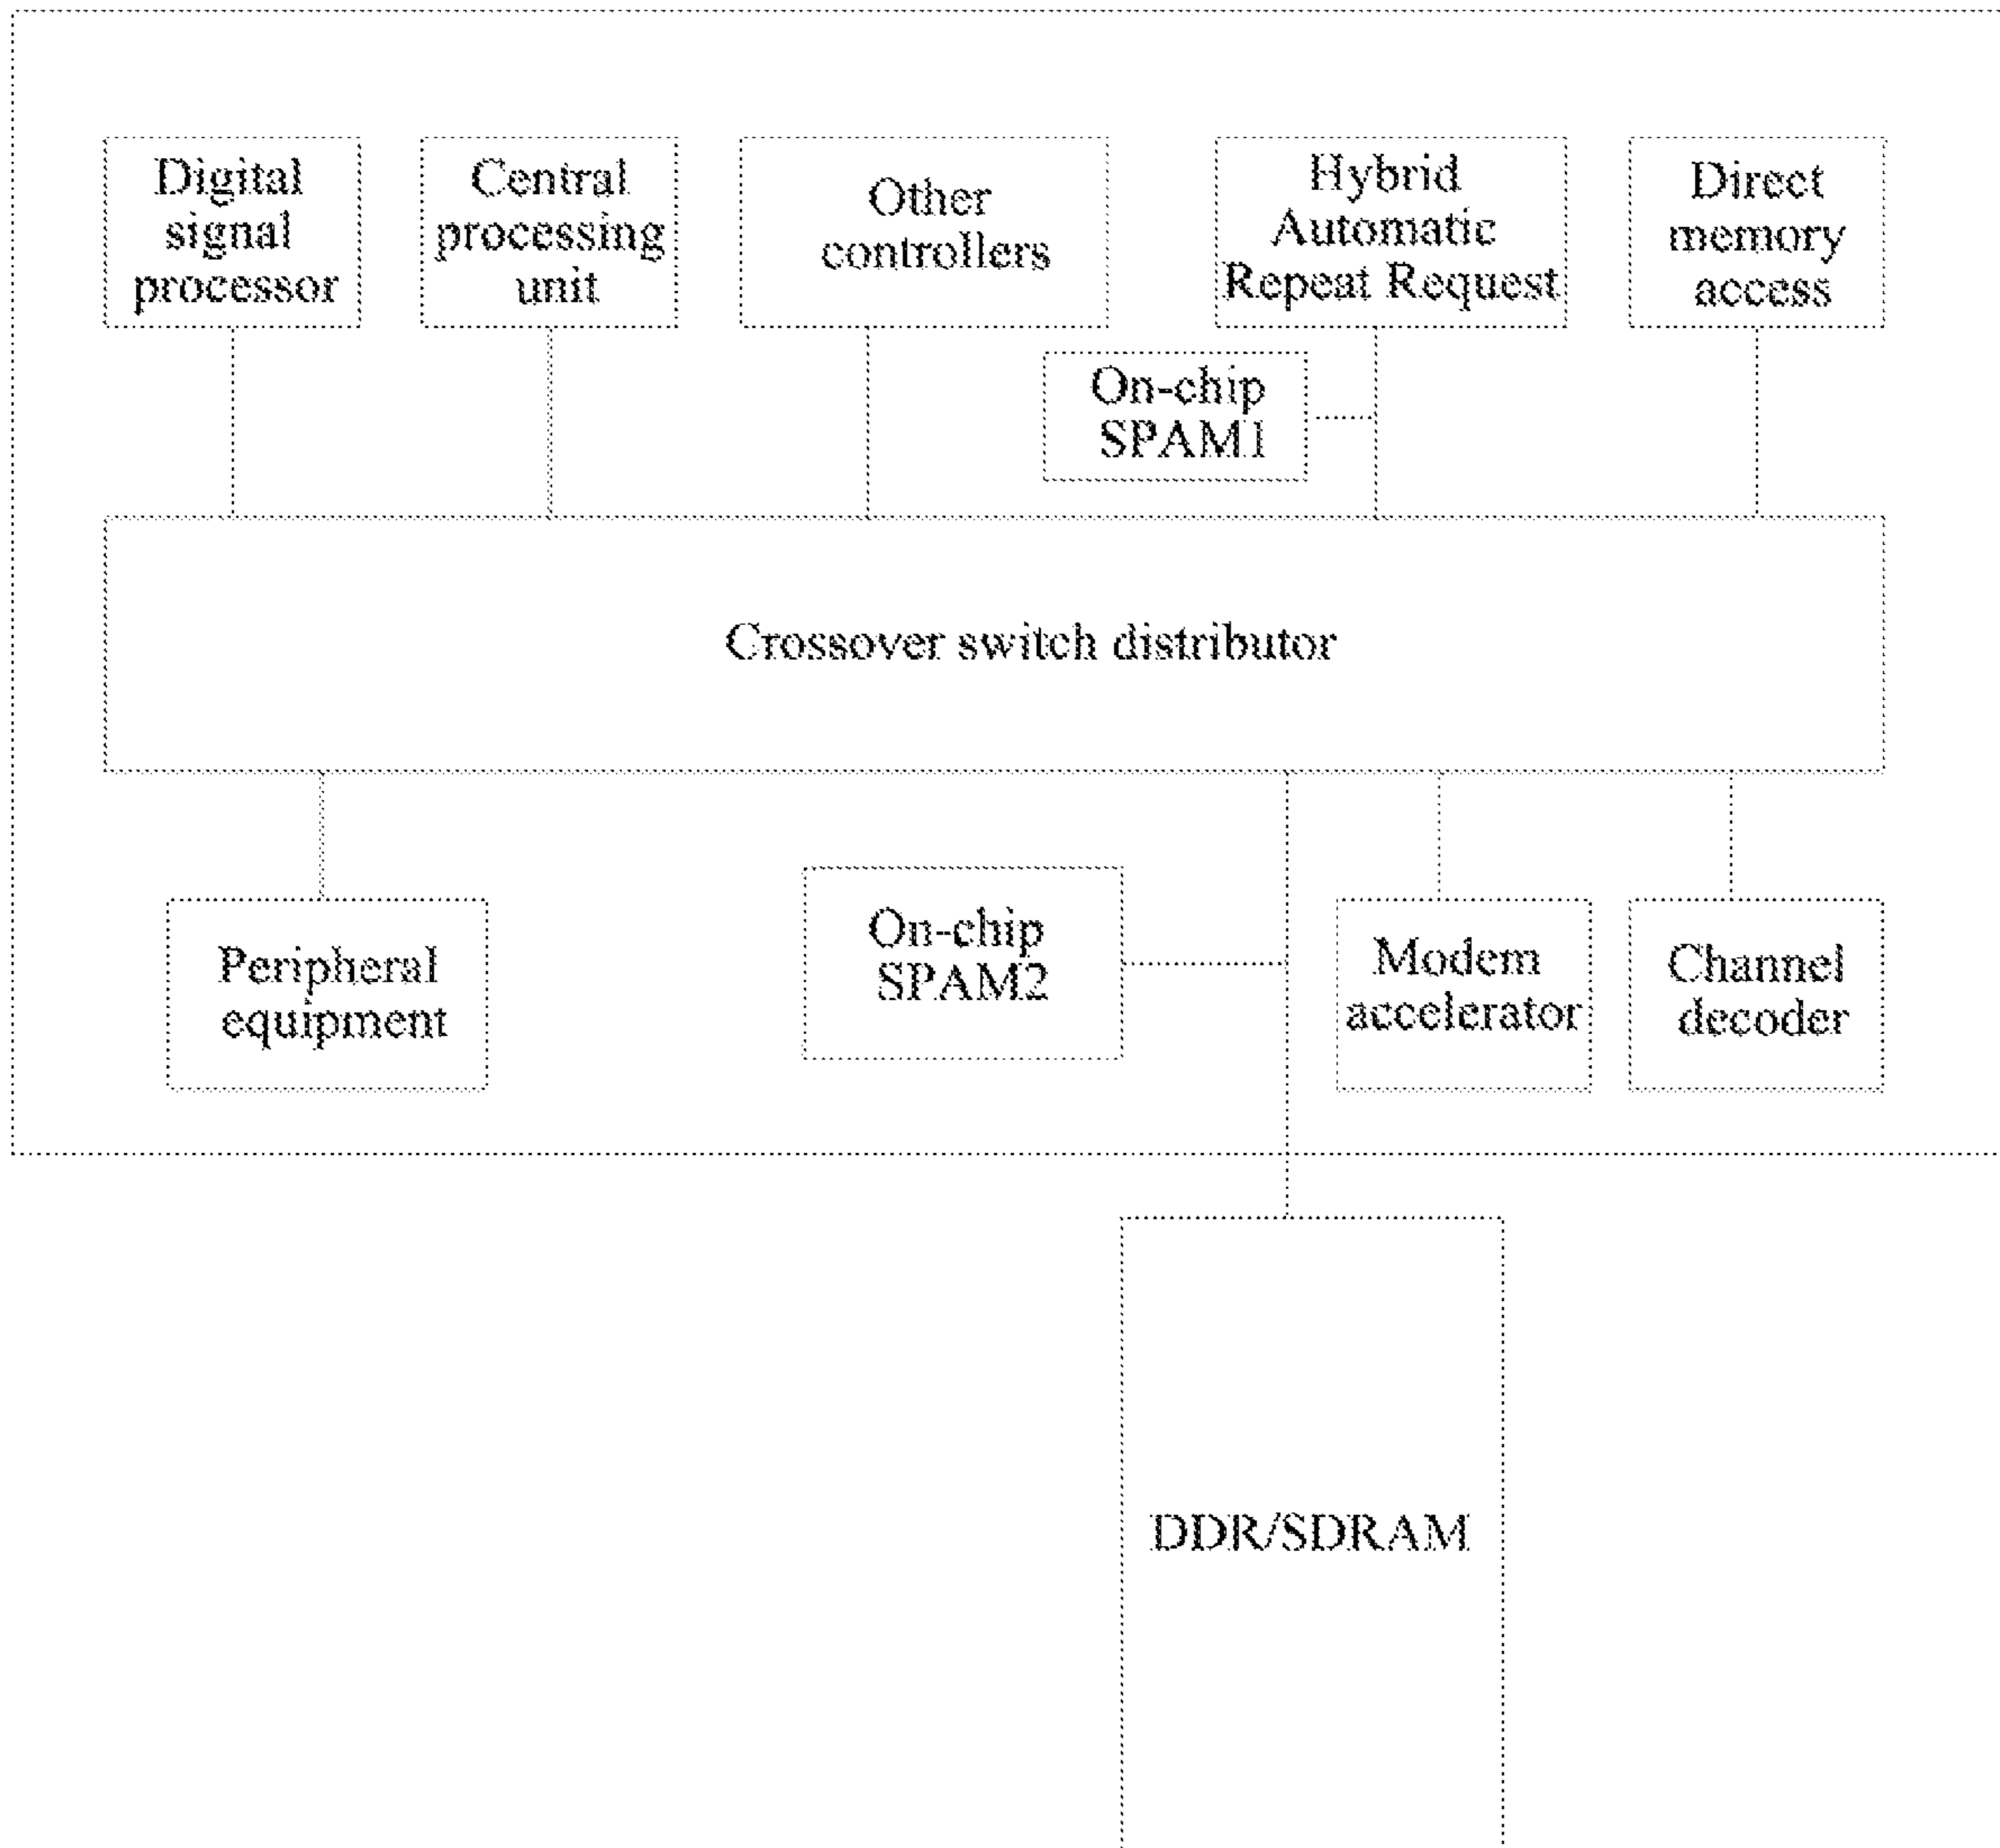 Digital
signal
processor
Central
processing
unit
Other
controllers
Hybrid
Automatic
Repeat Request
Direct
memory
access
On-chip
SPAM1
Crossover switch distributor
Peripheral
equipment
On-chip
SPAM2
Modem
accelerator
Channel
decoder
DDR/SDRAM